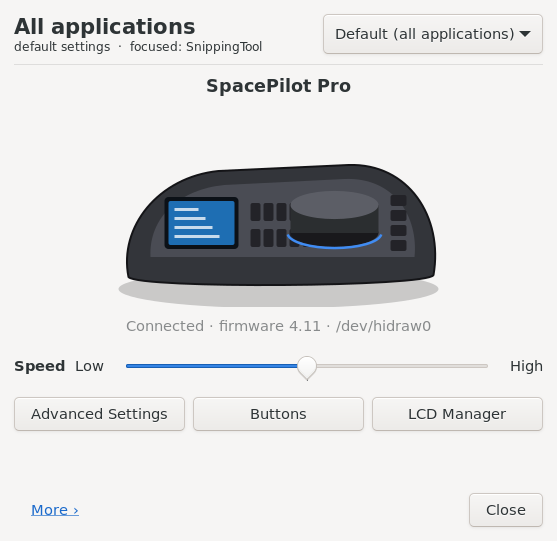 All applications
default settings · focused: SnippingTool
Default (all applications)
SpacePilot Pro
Connected · firmware 4.11 · /dev/hidraw0
Speed Low High
Advanced Settings Buttons LCD Manager
More ›
Close